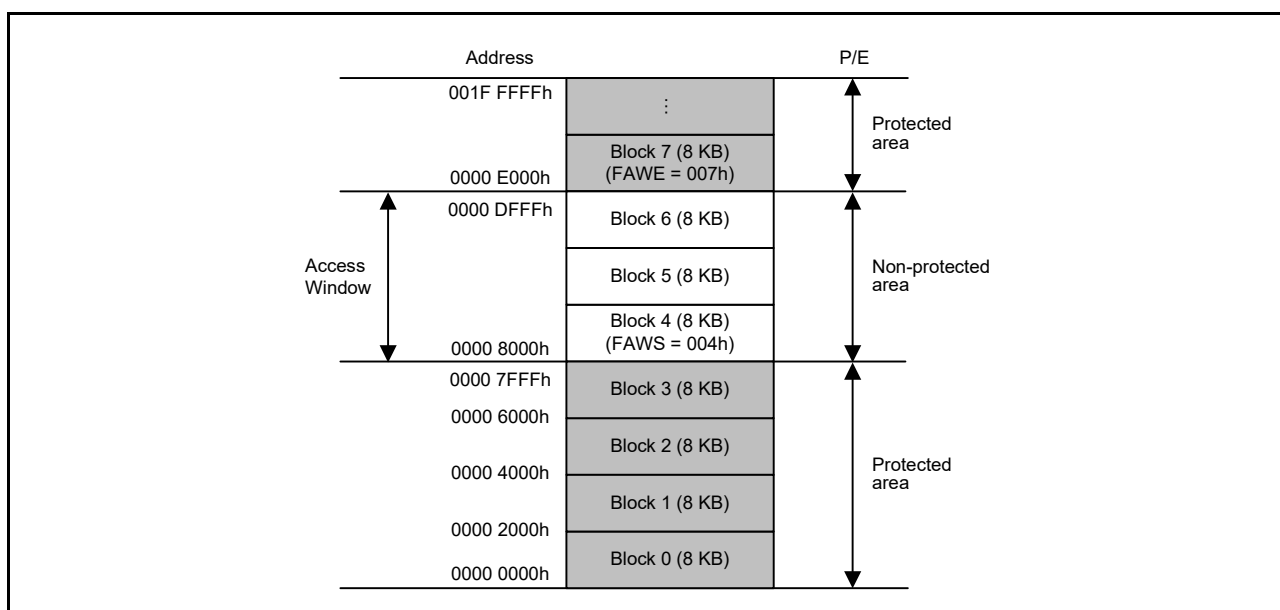 Address P/E
001F FFFFh
⋮
Protected
area
Block 7 (8 KB)
(FAWE = 007h)
0000 E000h
0000 DFFFh
Block 6 (8 KB)
Access
Window
Block 5 (8 KB)
Non-protected
area
Block 4 (8 KB)
(FAWS = 004h)
0000 8000h
0000 7FFFh
Block 3 (8 KB)
0000 6000h
Block 2 (8 KB)
Protected
area
0000 4000h
Block 1 (8 KB)
0000 2000h
Block 0 (8 KB)
0000 0000h